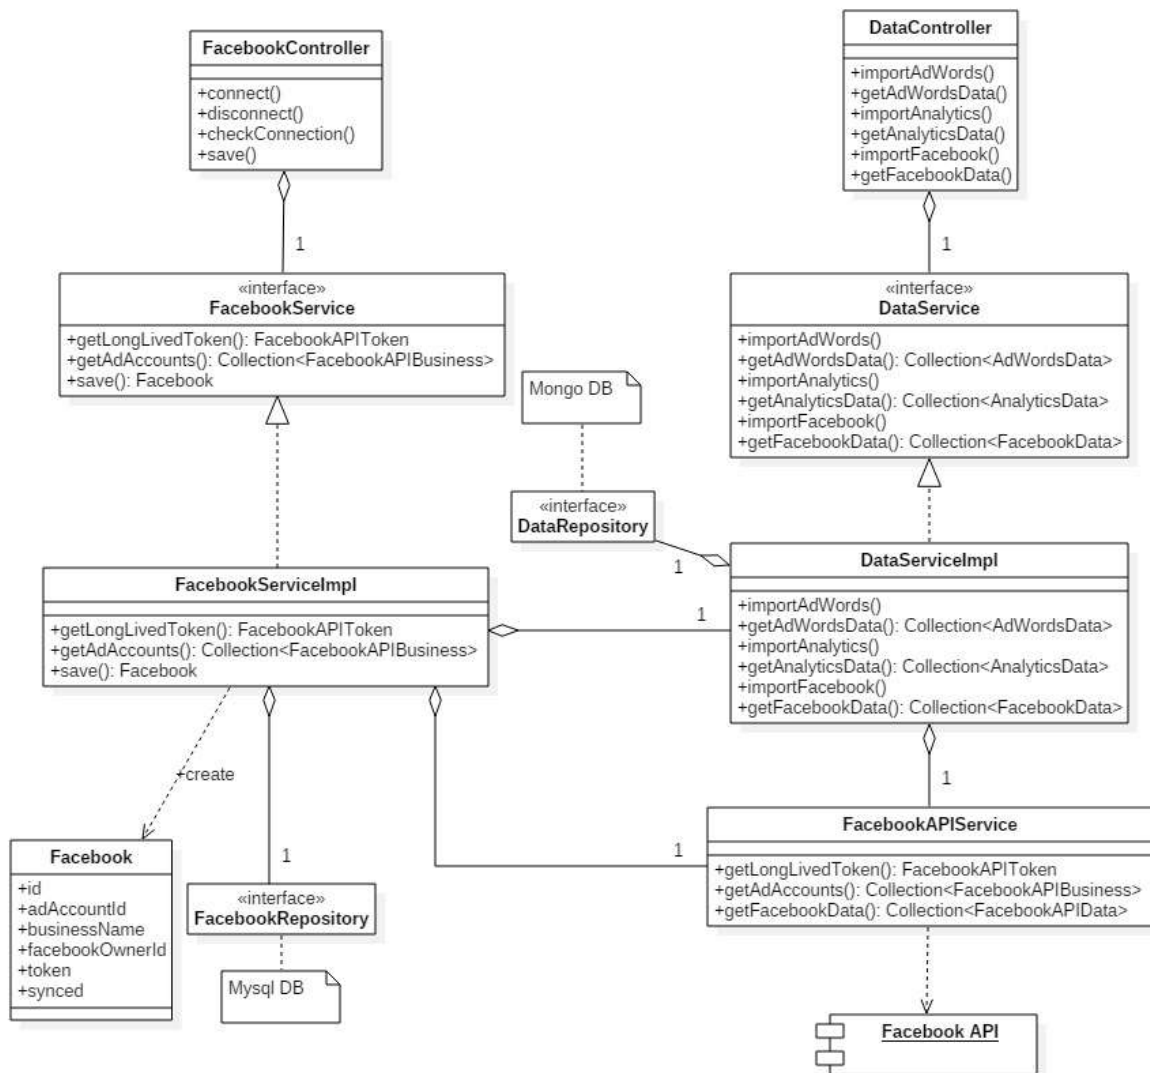 FacebookController
+connect()
+disconnect()
+checkConnection()
+save()
1
DataController
+importAdWords()
+getAdWordsData()
+importAnalytics()
+getAnalyticsData()
+importFacebook()
+getFacebookData()
1
«interface»
FacebookService
+getLongLivedToken(): FacebookAPIToken
+getAdAccounts(): Collection<FacebookAPIBusiness>
+save(): Facebook
«interface»
DataService
+importAdWords()
+getAdWordsData(): Collection<AdWordsData>
+importAnalytics()
+getAnalyticsData(): Collection<AnalyticsData>
+importFacebook()
+getFacebookData(): Collection<FacebookData>
Mongo DB
«interface»
DataRepository
1
FacebookServiceImpl
+getLongLivedToken(): FacebookAPIToken
+getAdAccounts(): Collection<FacebookAPIBusiness>
+save(): Facebook
1
DataServiceImpl
+importAdWords()
+getAdWordsData(): Collection<AdWordsData>
+importAnalytics()
+getAnalyticsData(): Collection<AnalyticsData>
+importFacebook()
+getFacebookData(): Collection<FacebookData>
1
+create
Facebook
+id
+adAccountId
+businessName
+facebookOwnerId
+token
+synced
1
«interface»
FacebookRepository
Mysql DB
1
FacebookAPIService
+getLongLivedToken(): FacebookAPIToken
+getAdAccounts(): Collection<FacebookAPIBusiness>
+getFacebookData(): Collection<FacebookAPIData>
Facebook API